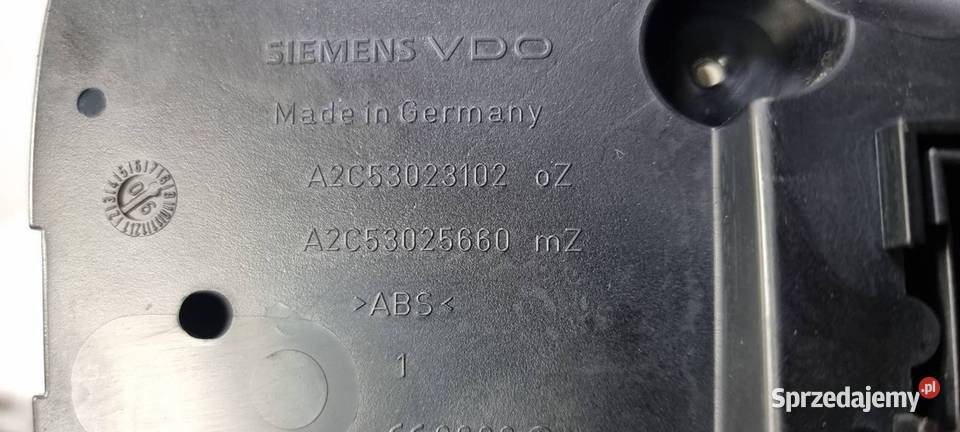 SIEMENS VDO
Made in Germany
A2C53023102 oZ
A2C53025660 mZ
>ABS<
1
Sprzedajemy.pl